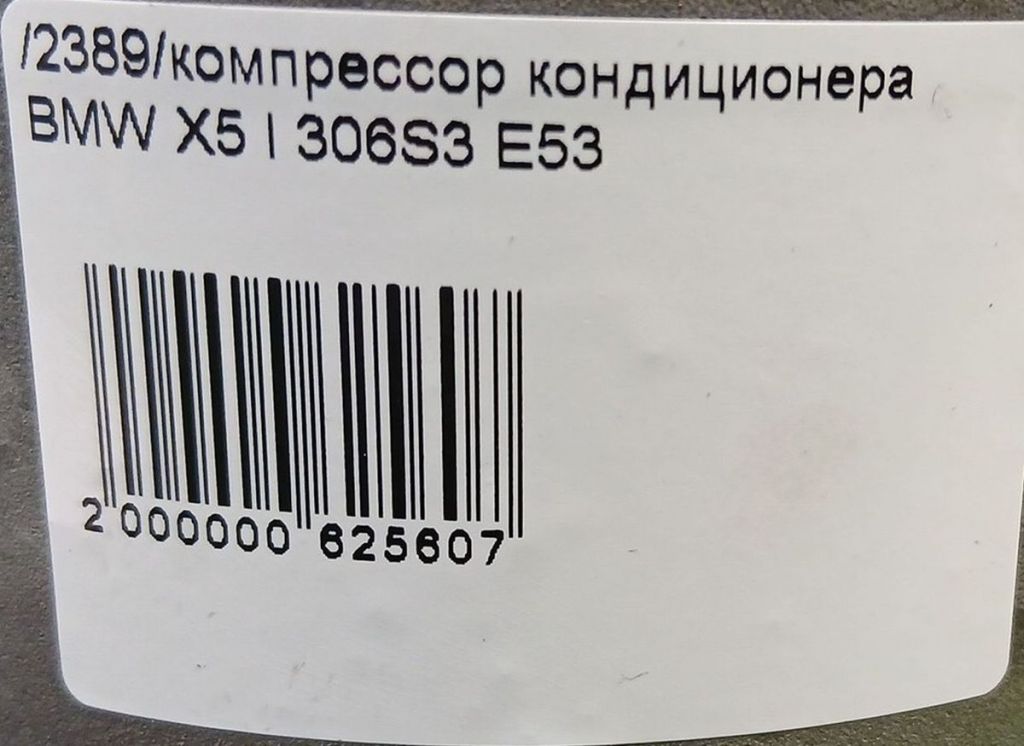 /2389/компрессор кондиционера
BMW X5 I 306S3 E53
2 000000 625607